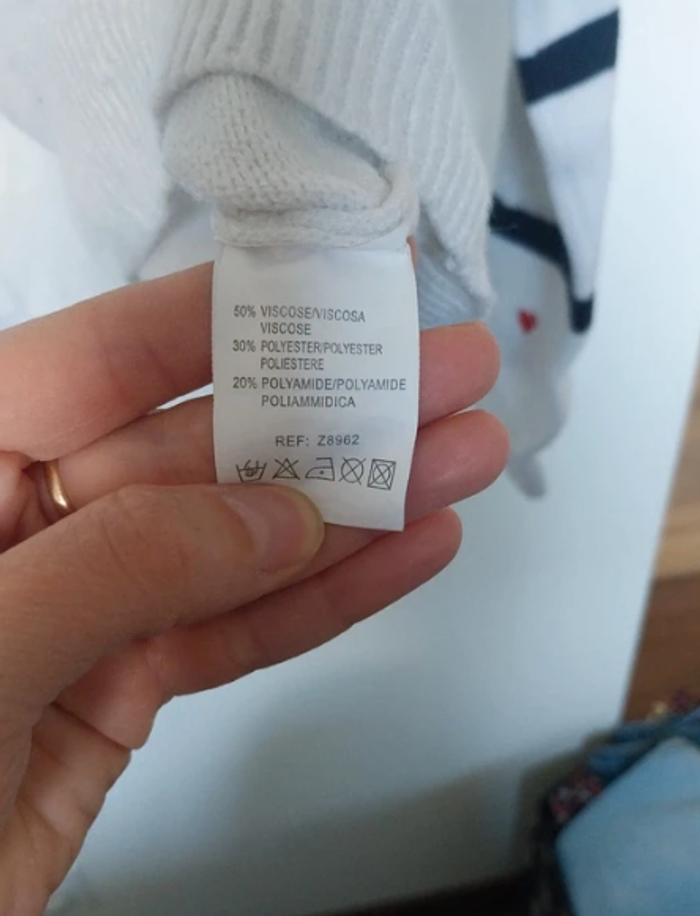 50% VISCOSE/VISCOSA
VISCOSE
30% POLYESTER/POLYESTER
POLIESTERE
20% POLYAMIDE/POLYAMIDE
POLIAMMIDICA
REF: Z8962